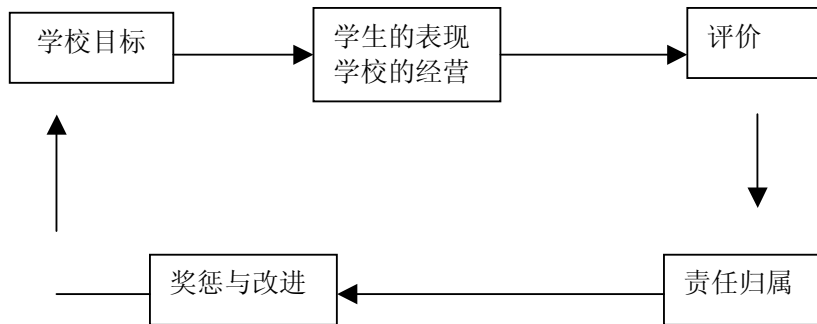 学校目标
学生的表现
学校的经营
评价
奖惩与改进
责任归属